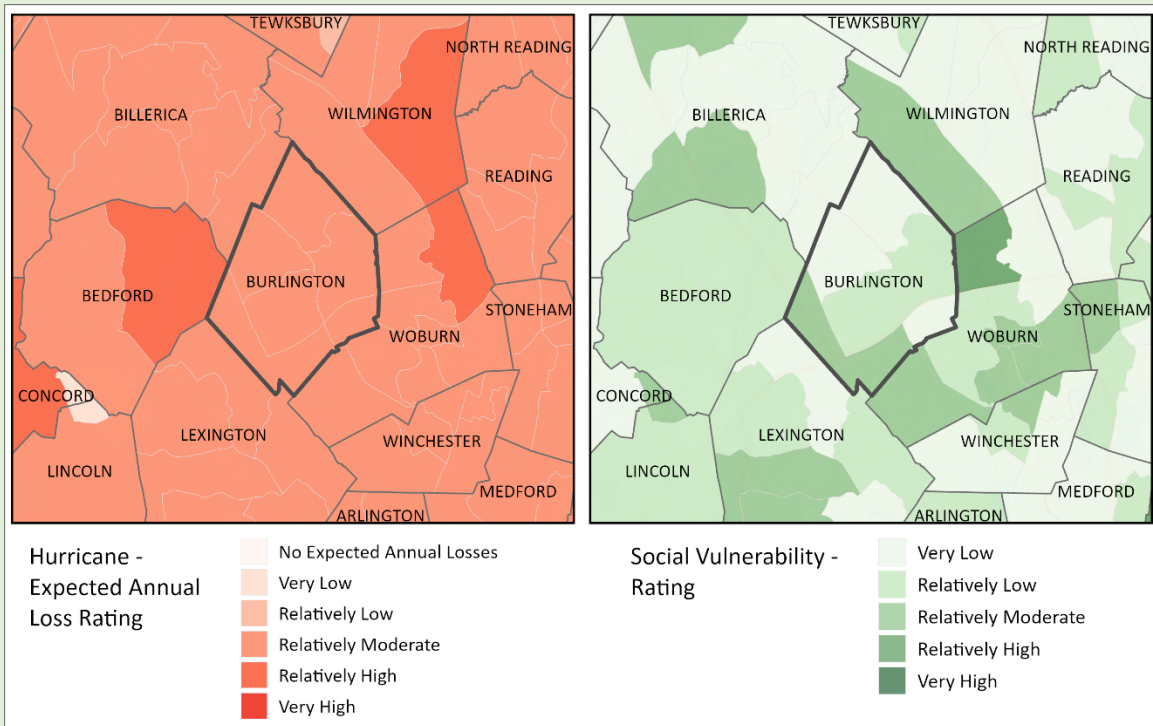 TEWKSBURY
NORTH READING
BILLERICA
WILMINGTON
READING
BEDFORD
BURLINGTON
STONEHAM
WOBURN
CONCORD
LEXINGTON
WINCHESTER
LINCOLN
MEDFORD
ARLINGTON
TEWKSBURY
NORTH READING
BILLERICA
WILMINGTON
READING
BEDFORD
BURLINGTON
STONEHAM
WOBURN
CONCORD
LEXINGTON
WINCHESTER
LINCOLN
MEDFORD
ARLINGTON
Hurricane -
Expected Annual
Loss Rating
No Expected Annual Losses
Very Low
Relatively Low
Relatively Moderate
Relatively High
Very High
Social Vulnerability -
Rating
Very Low
Relatively Low
Relatively Moderate
Relatively High
Very High